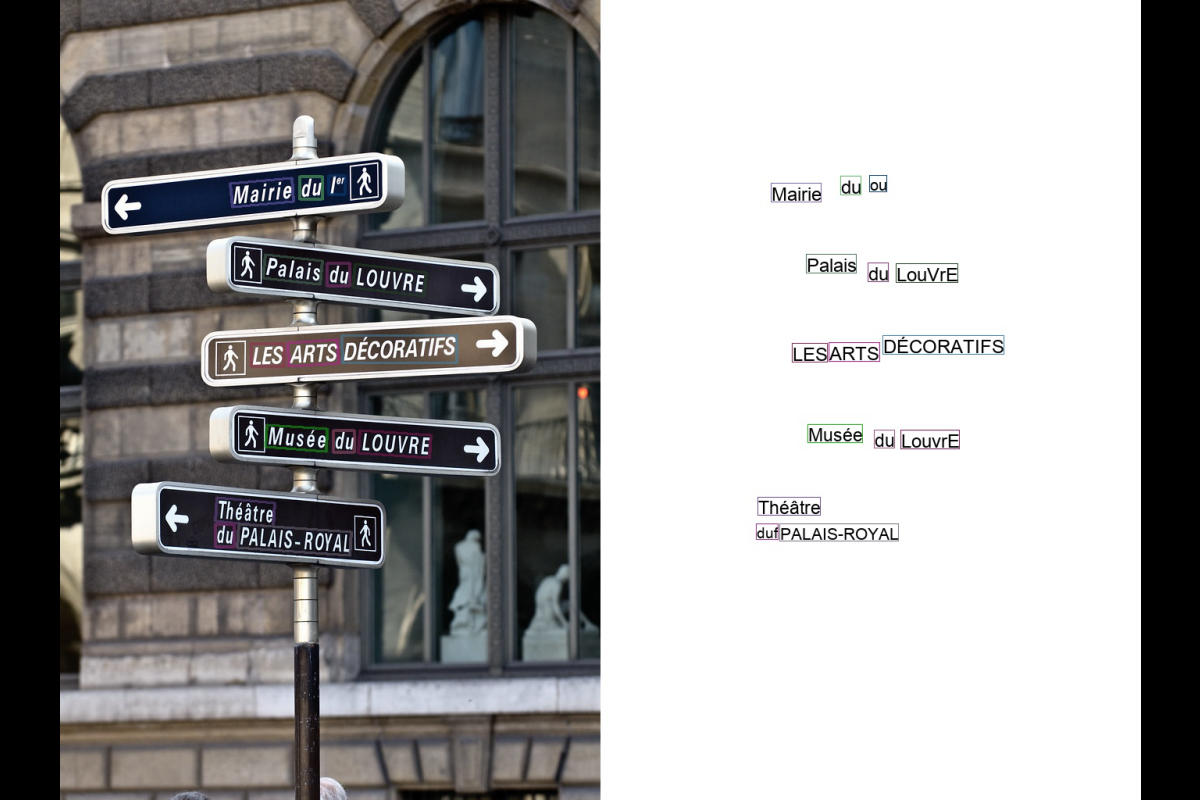 Mairie du Ier
Palais du LOUVRE
LES ARTS DÉCORATIFS
Musée du LOUVRE
Théâtre
du PALAIS-ROYAL
Mairie du ou
Palais du LouVrE
LES ARTS DÉCORATIFS
Musée du LouvrE
Théâtre
duf PALAIS-ROYAL